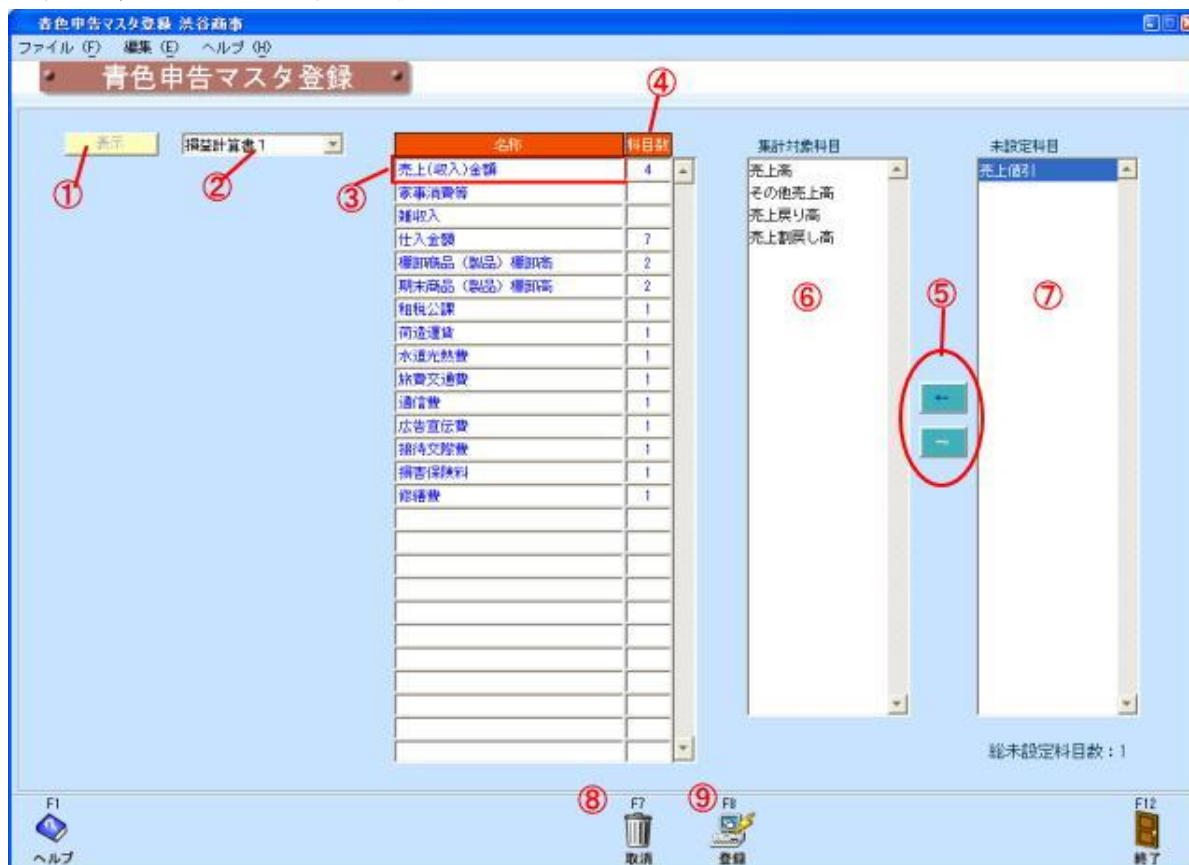 青色申告マスタ登録 渋谷商事
ファイル (F) 編集 (E) ヘルプ (H)
青色申告マスタ登録
④
表示
損益計算書1
名称 科目数
集計対象科目
未設定科目
①
②
③
売上(収入)金額 4
家事消費等
雑収入
仕入金額 7
棚卸商品（製品）棚卸高 2
期末商品（製品）棚卸高 2
租税公課 1
荷造運賃 1
水道光熱費 1
旅費交通費 1
通信費 1
広告宣伝費 1
接待交際費 1
損害保険料 1
修繕費 1
売上高
その他売上高
売上戻り高
売上割戻し高
⑥
⑤
←
→
売上値引
⑦
総未設定科目数：1
F1
ヘルプ
⑧
F7
取消
⑨
F8
登録
F12
終了